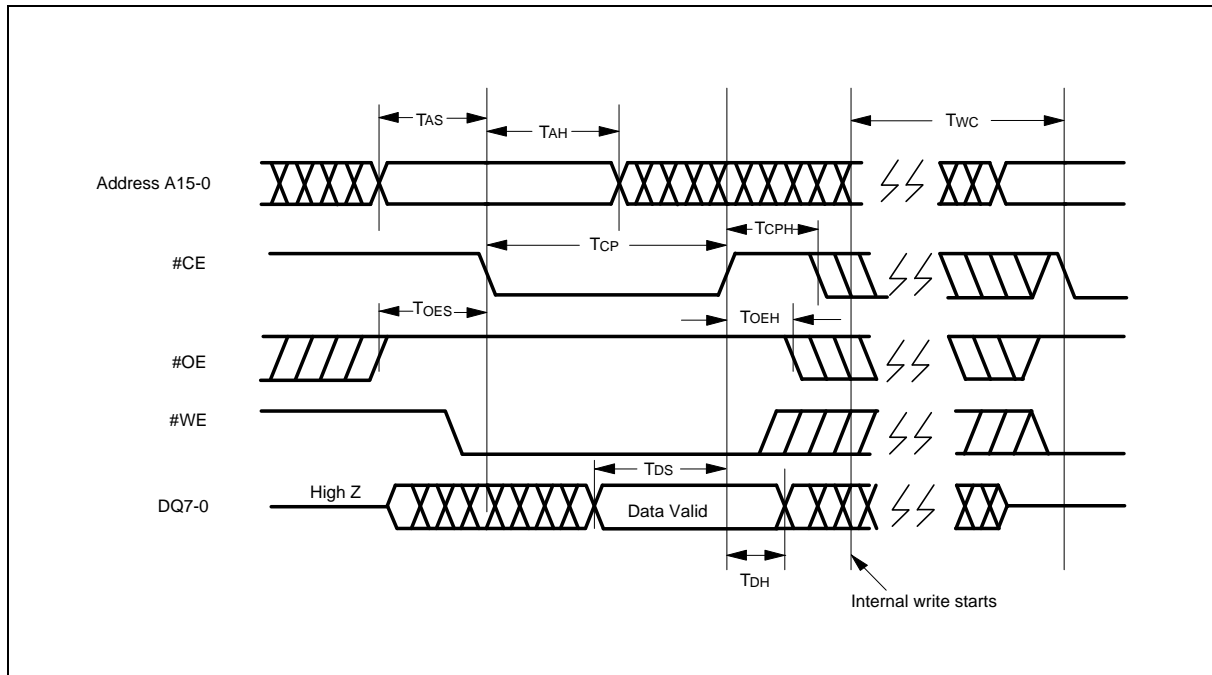 TAS
TAH
TWC
Address A15-0
TCP
TCPH
#CE
TOES
TOEH
#OE
#WE
TDS
High Z
DQ7-0
Data Valid
TDH
Internal write starts